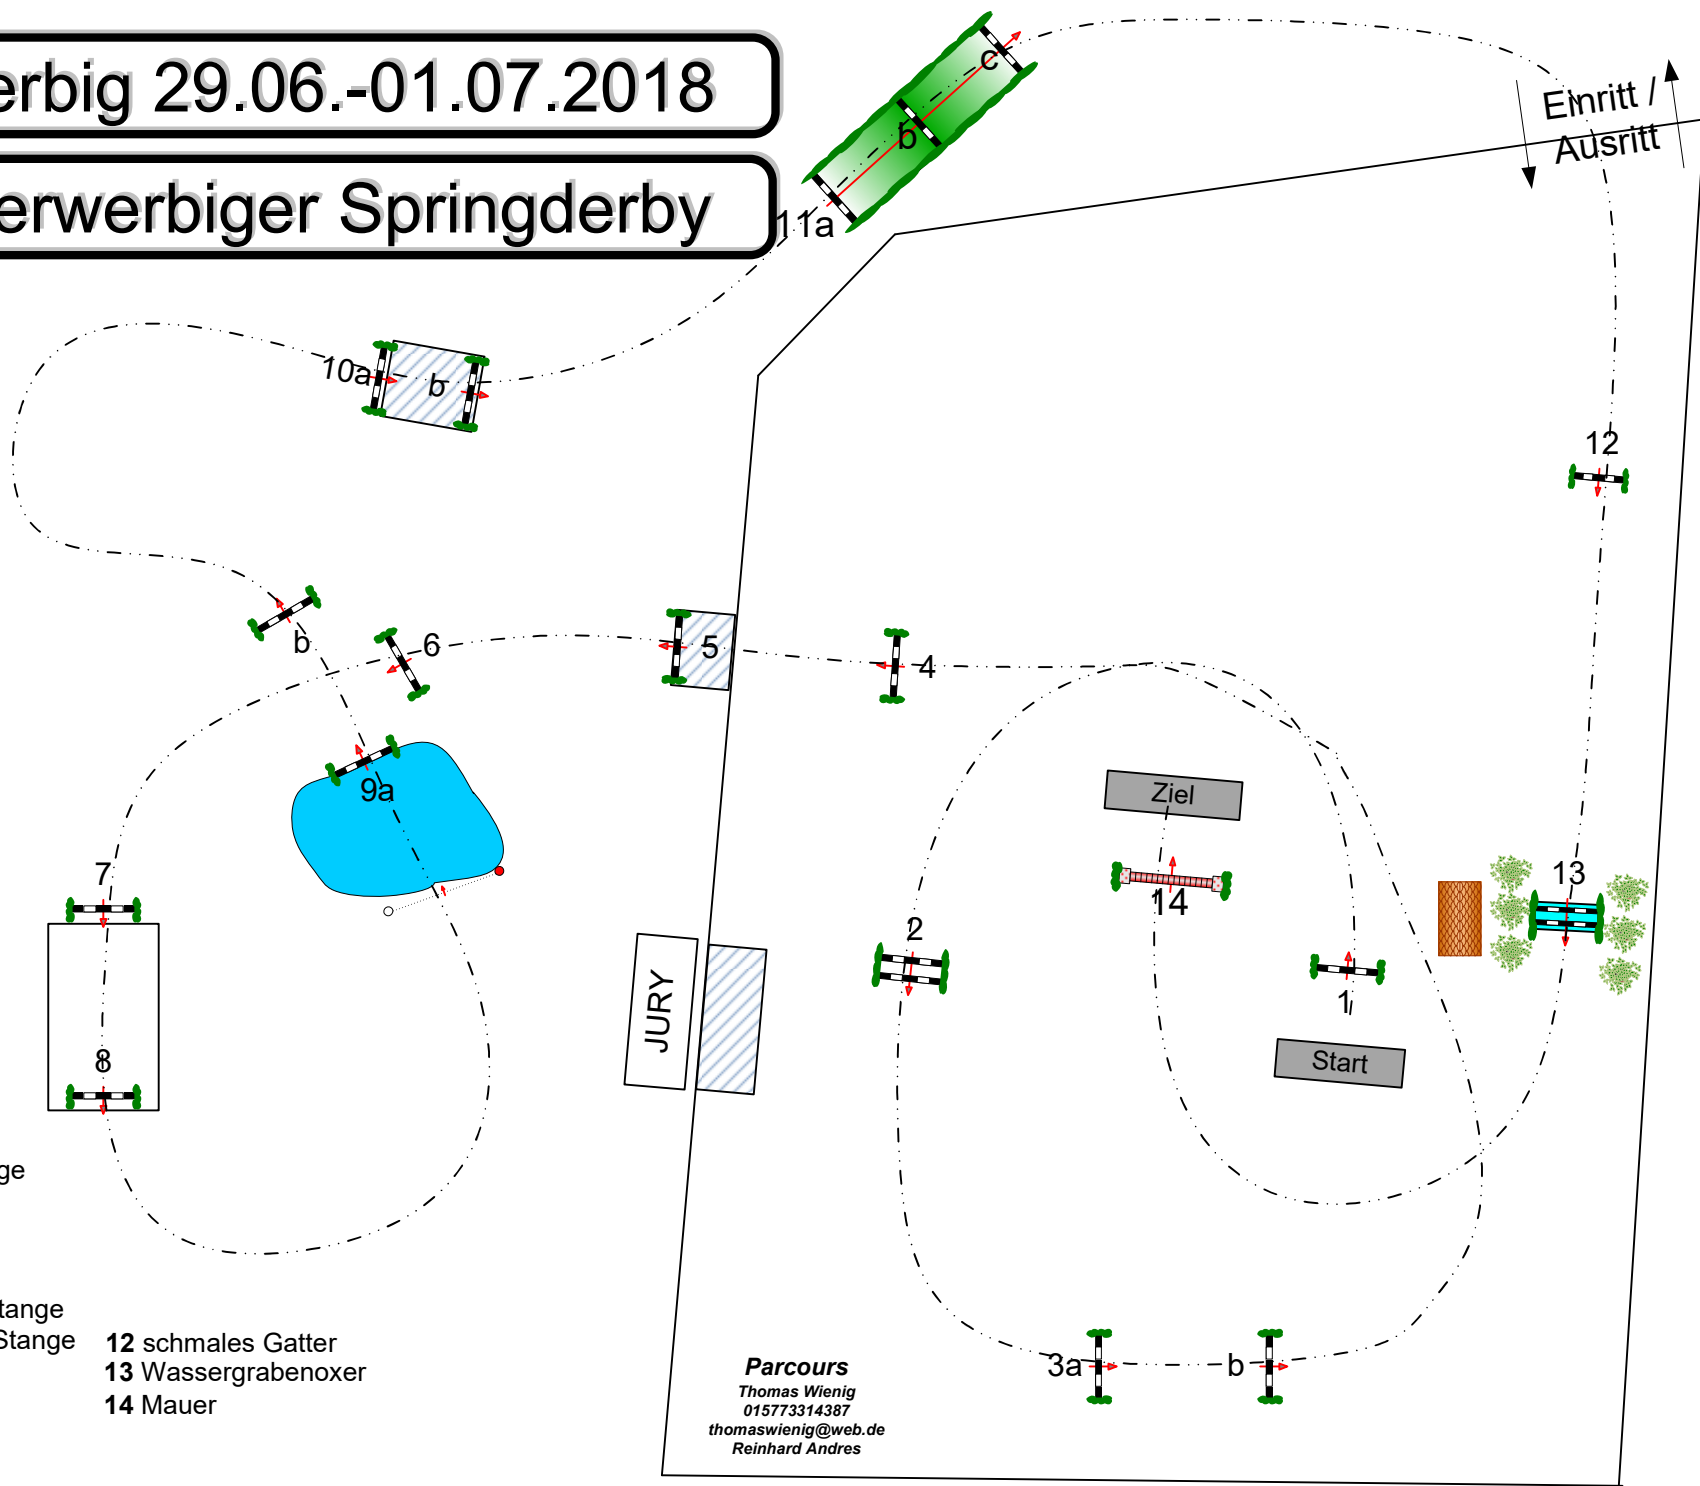 erbig 29.06.-01.07.2018
erwerbiger Springderby
Einritt /
Ausritt
c
b
11a
10a
b
12
b
6
5
4
9a
Ziel
7
13
14
2
JURY
1
8
Start
ge
tange
Stange
12 schmales Gatter
13 Wassergrabenoxer
14 Mauer
3a
b
Parcours
Thomas Wienig
015773314387
thomaswienig@web.de
Reinhard Andres